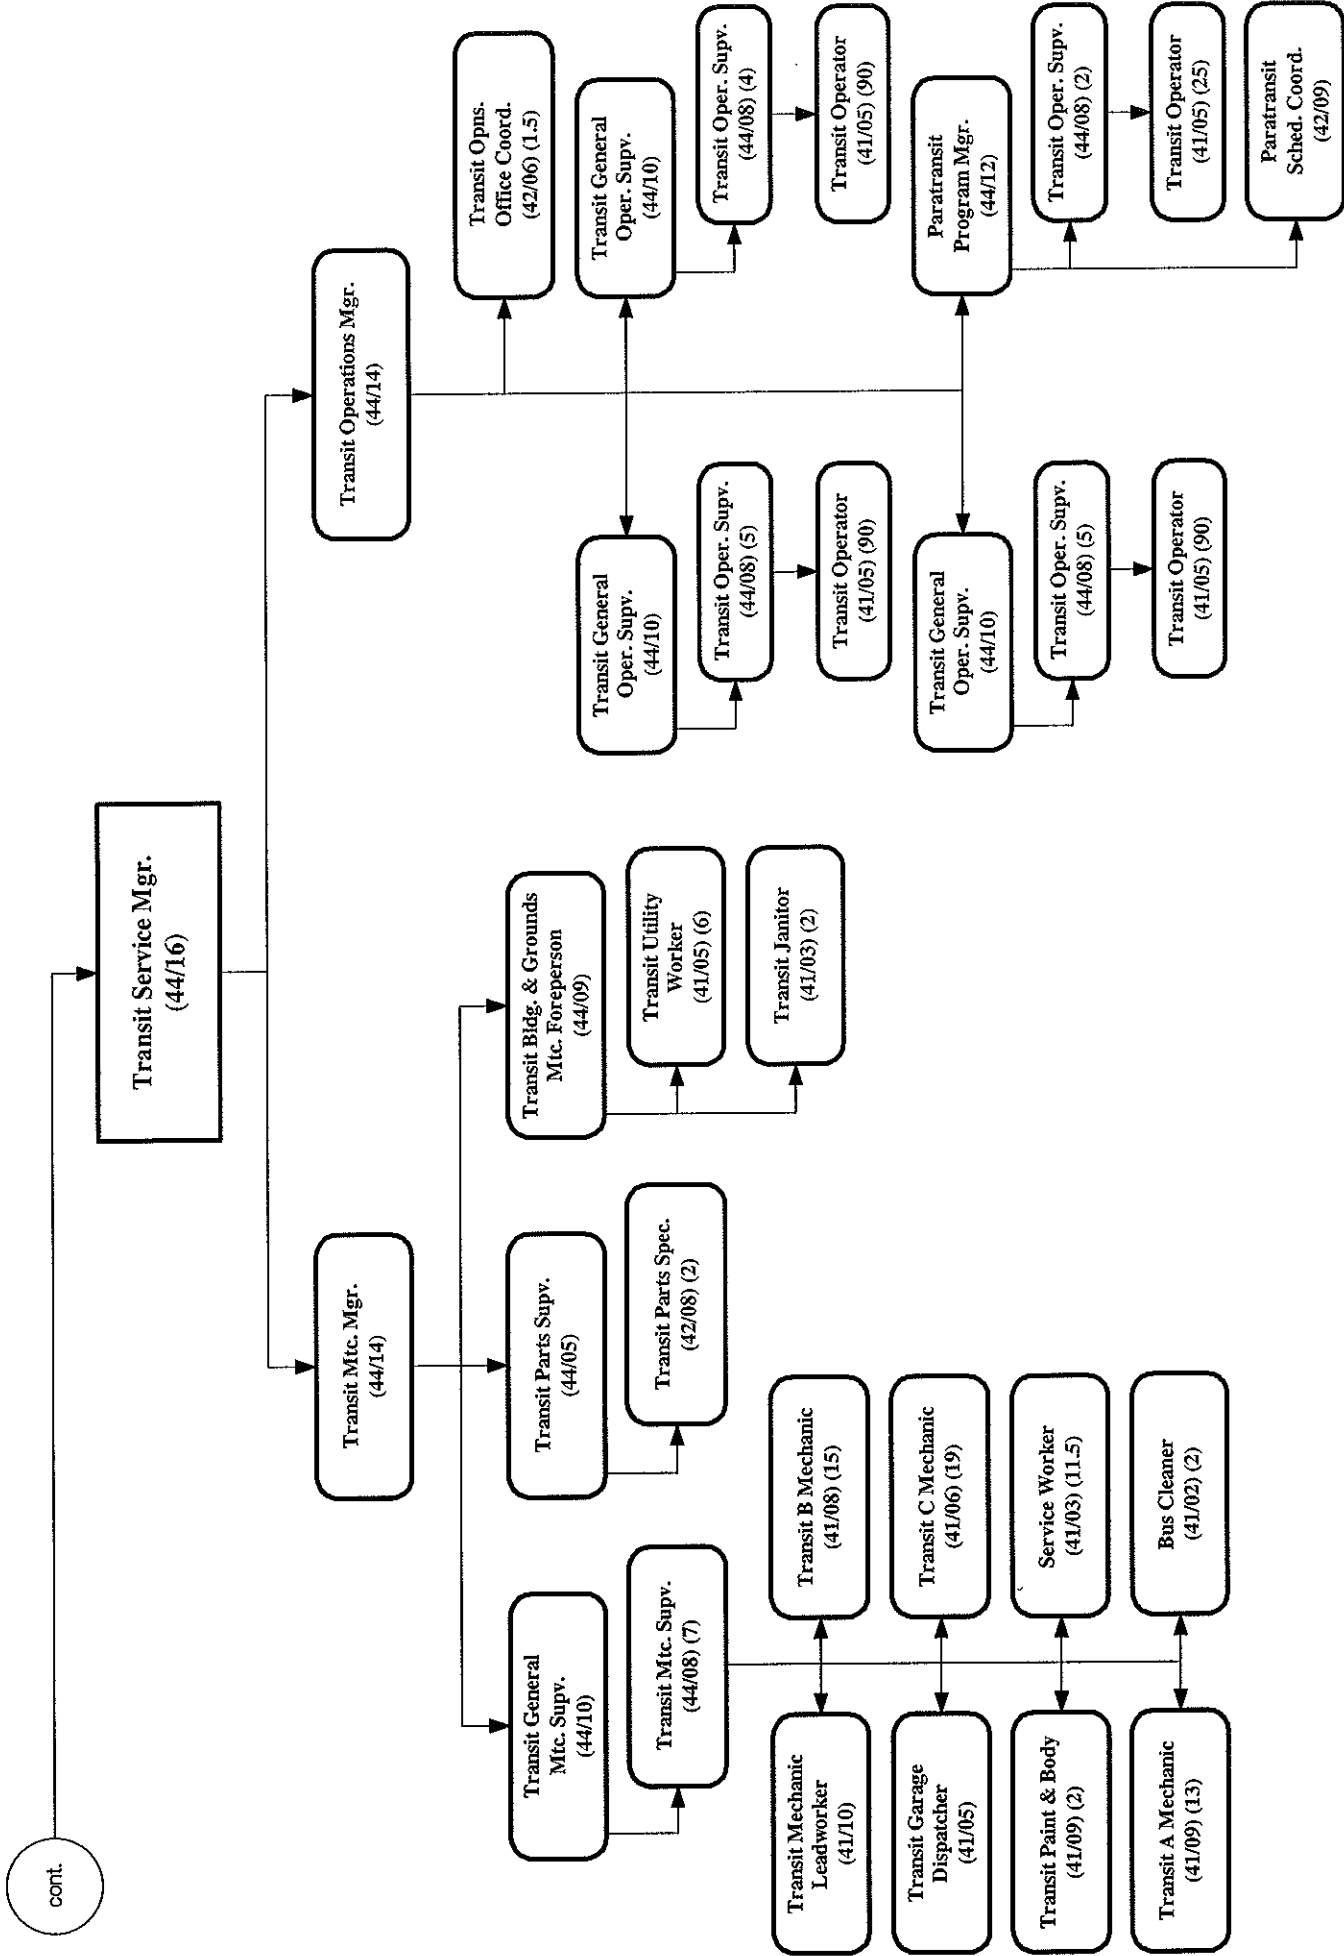 cont.
Transit Service Mgr.
(44/16)
Transit Mtc. Mgr.
(44/14)
Transit Operations Mgr.
(44/14)
Transit General
Mtc. Supv.
(44/10)
Transit Mtc. Supv.
(44/08) (7)
Transit Mechanic
Leadworker
(41/10)
Transit B Mechanic
(41/08) (15)
Transit Garage
Dispatcher
(41/05)
Transit C Mechanic
(41/06) (19)
Transit Paint & Body
(41/09) (2)
Service Worker
(41/03) (11.5)
Transit A Mechanic
(41/09) (13)
Bus Cleaner
(41/02) (2)
Transit Parts Supv.
(44/05)
Transit Parts Spec.
(42/08) (2)
Transit Bldg. & Grounds
Mtc. Foreperson
(44/09)
Transit Utility
Worker
(41/05) (6)
Transit Janitor
(41/03) (2)
Transit Opns.
Office Coord.
(42/06) (1.5)
Transit General
Oper. Supv.
(44/10)
Transit Oper. Supv.
(44/08) (5)
Transit Operator
(41/05) (90)
Transit General
Oper. Supv.
(44/10)
Transit Oper. Supv.
(44/08) (4)
Transit Operator
(41/05) (90)
Transit General
Oper. Supv.
(44/10)
Transit Oper. Supv.
(44/08) (5)
Transit Operator
(41/05) (90)
Paratransit
Program Mgr.
(44/12)
Transit Oper. Supv.
(44/08) (2)
Transit Operator
(41/05) (25)
Paratransit
Sched. Coord.
(42/09)